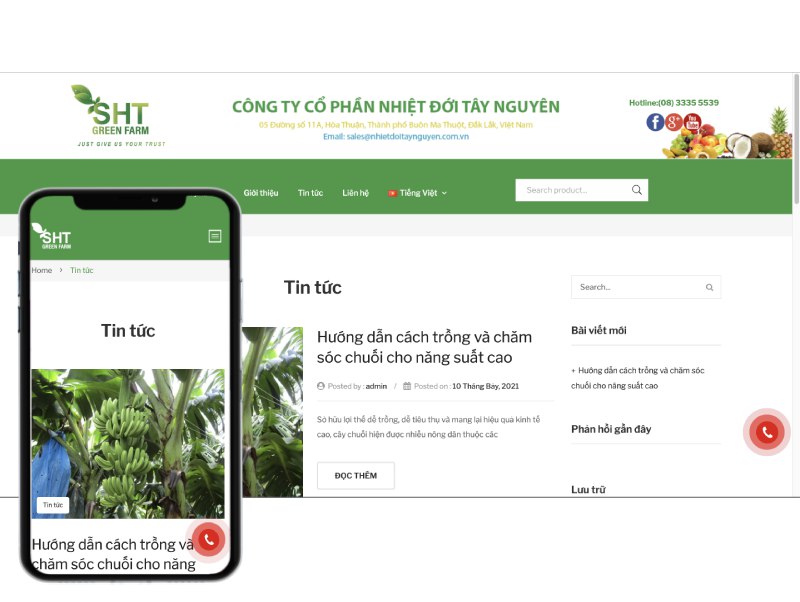 SHT
GREEN FARM
JUST GIVE US YOUR TRUST
CÔNG TY CỔ PHẦN NHIỆT ĐỚI TÂY NGUYÊN
05 Đường số 11A, Hòa Thuận, Thành phố Buôn Ma Thuột, Đắk Lắk, Việt Nam
Email: sales@nhietdoitaynguyen.com.vn
Hotline:(08) 3335 5539
f g+ You Tube
Giới thiệu Tin tức Liên hệ Tiếng Việt
Search product...
Tin tức
Hướng dẫn cách trồng và chăm
sóc chuối cho năng suất cao
Posted by : admin / Posted on : 10 Tháng Bảy, 2021
Sở hữu lợi thế dễ trồng, dễ tiêu thụ và mang lại hiệu quả kinh tế
cao, cây chuối hiện được nhiều nông dân thuộc các
ĐỌC THÊM
Search...
Bài viết mới
+ Hướng dẫn cách trồng và chăm sóc
chuối cho năng suất cao
Phản hồi gần đây
Lưu trữ
SHT
GREEN FARM
Home > Tin tức
Tin tức
Tin tức
Hướng dẫn cách trồng và
chăm sóc chuối cho năng